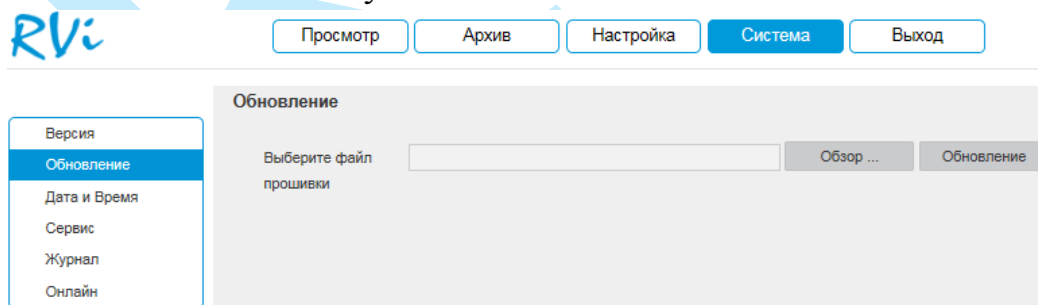 RVi
Просмотр Архив Настройка Система Выход
Обновление
Версия
Обновление
Дата и Время
Сервис
Журнал
Онлайн
Выберите файл прошивки
Обзор ...
Обновление